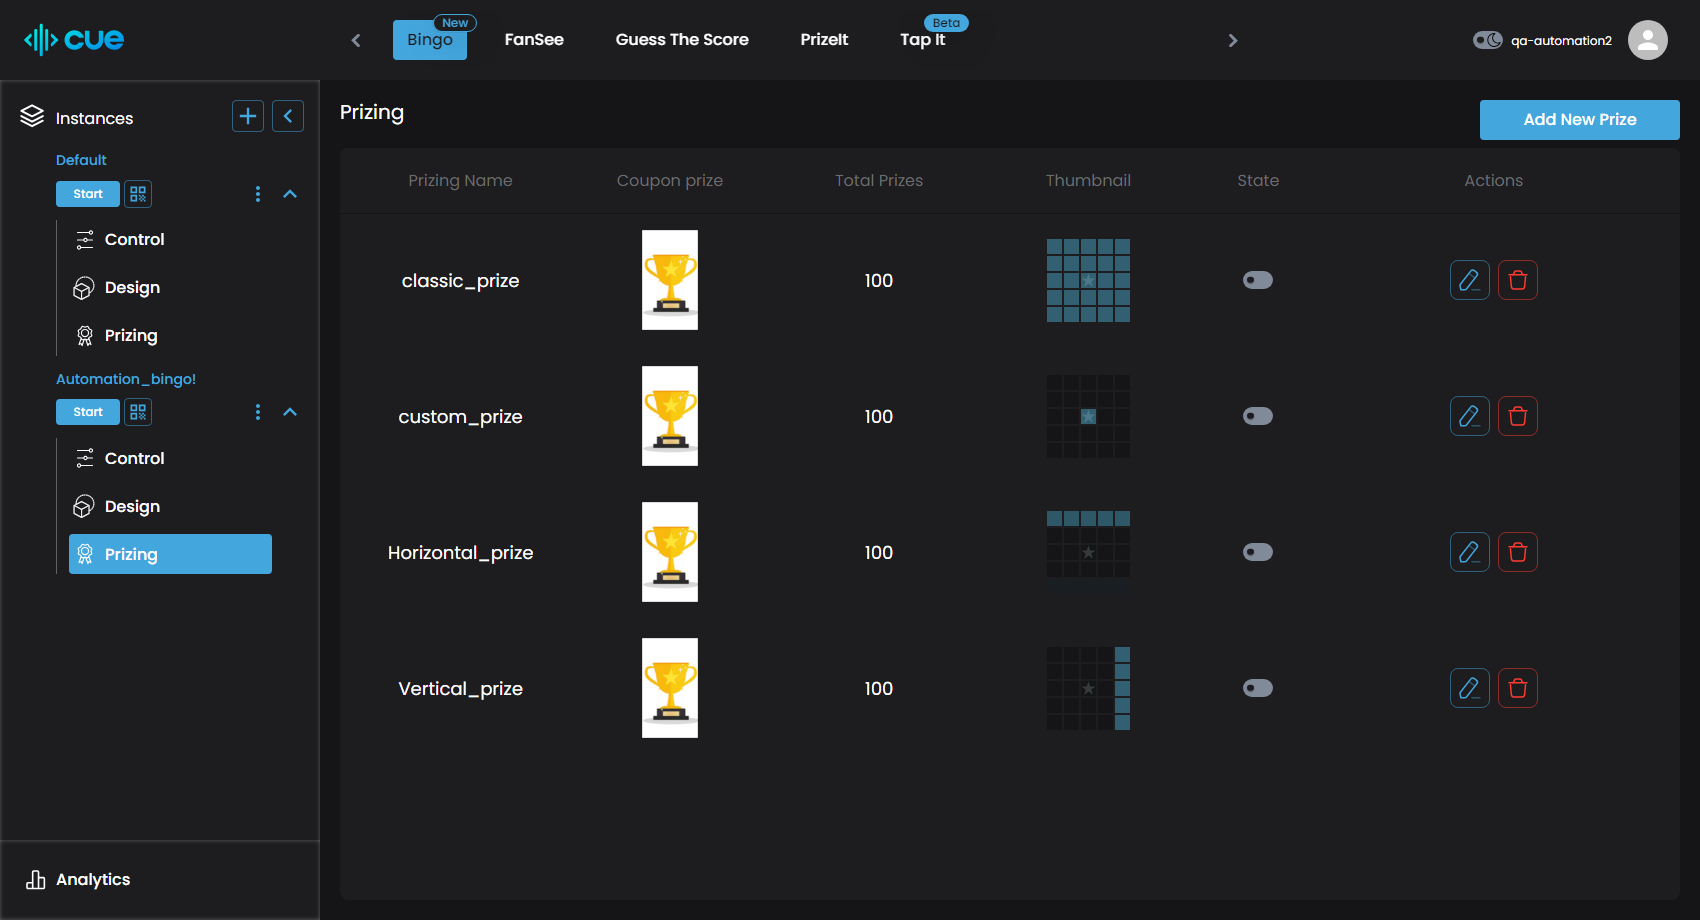 cue
Bingo
New
FanSee
Guess The Score
PrizeIt
Tap It
Beta
qa-automation2
Instances
Default
Start
Control
Design
Prizing
Automation_bingo!
Start
Control
Design
Prizing
Analytics
Prizing
Add New Prize
Prizing Name Coupon prize Total Prizes Thumbnail State Actions
classic_prize 100
custom_prize 100
Horizontal_prize 100
Vertical_prize 100